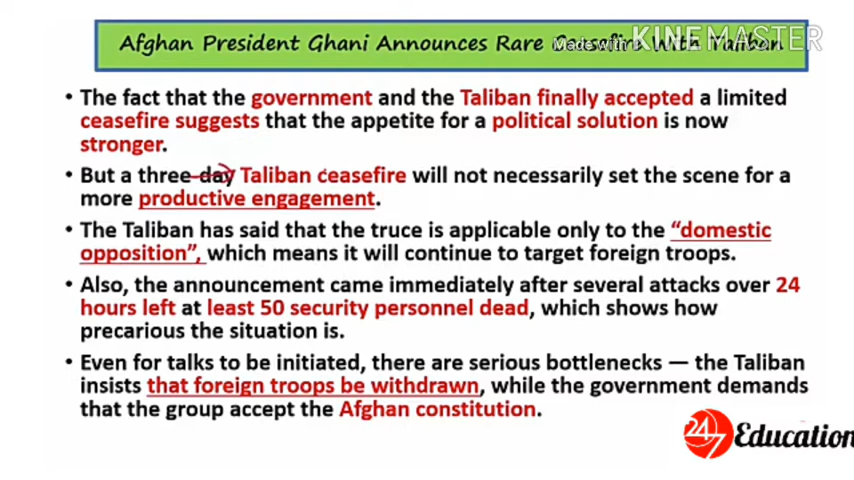 Afghan President Ghani Announces Rare Ceasefire With Taliban
Made with KINEMASTER
• The fact that the government and the Taliban finally accepted a limited
ceasefire suggests that the appetite for a political solution is now
stronger.
• But a three day Taliban ceasefire will not necessarily set the scene for a
more productive engagement.
• The Taliban has said that the truce is applicable only to the “domestic
opposition”, which means it will continue to target foreign troops.
• Also, the announcement came immediately after several attacks over 24
hours left at least 50 security personnel dead, which shows how
precarious the situation is.
• Even for talks to be initiated, there are serious bottlenecks — the Taliban
insists that foreign troops be withdrawn, while the government demands
that the group accept the Afghan constitution.
24
7
Education